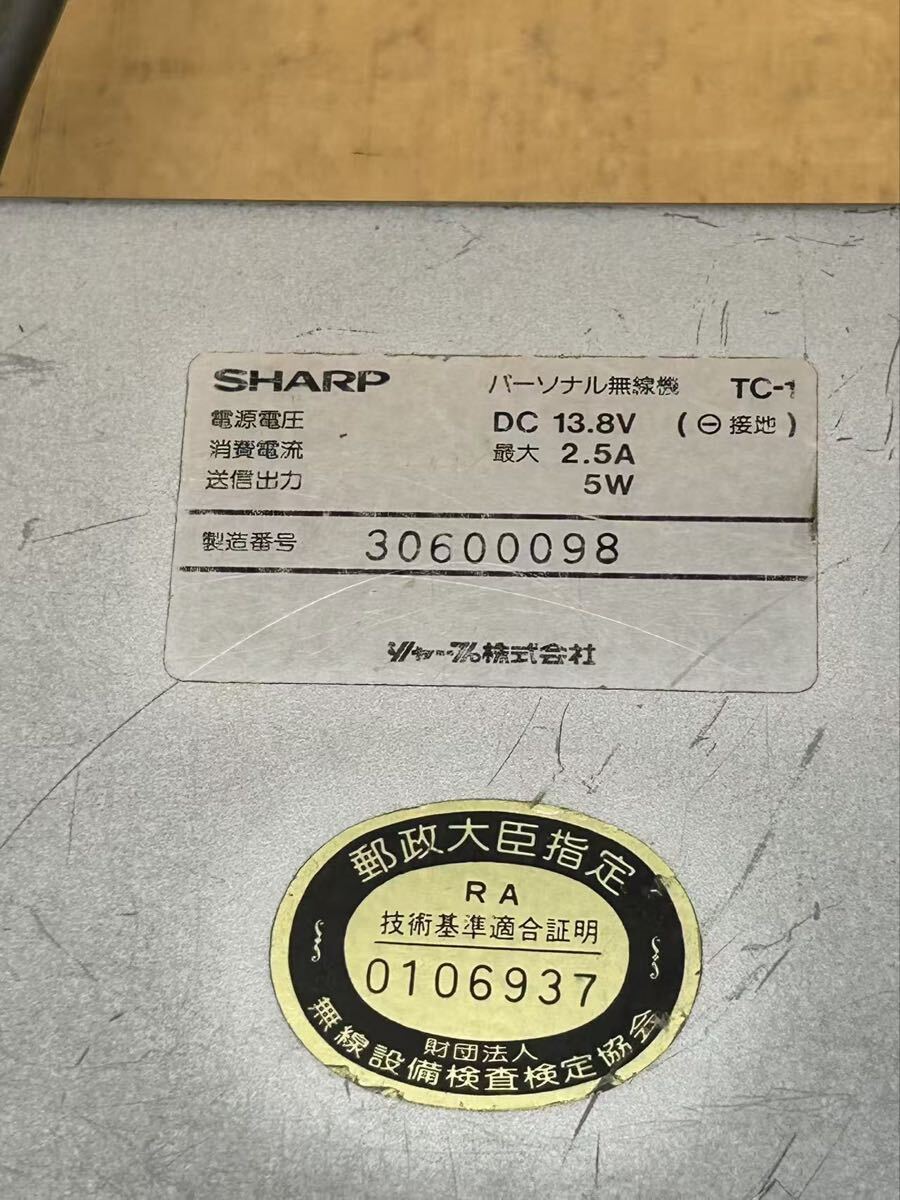 SHARP パーソナル無線機 TC-1
電源電圧 DC 13.8V (⊖接地)
消費電流 最大 2.5A
送信出力 5W
製造番号 30600098
シャープ株式会社
郵政大臣指定
RA
技術基準適合証明
0106937
財団法人
無線設備検査検定協会